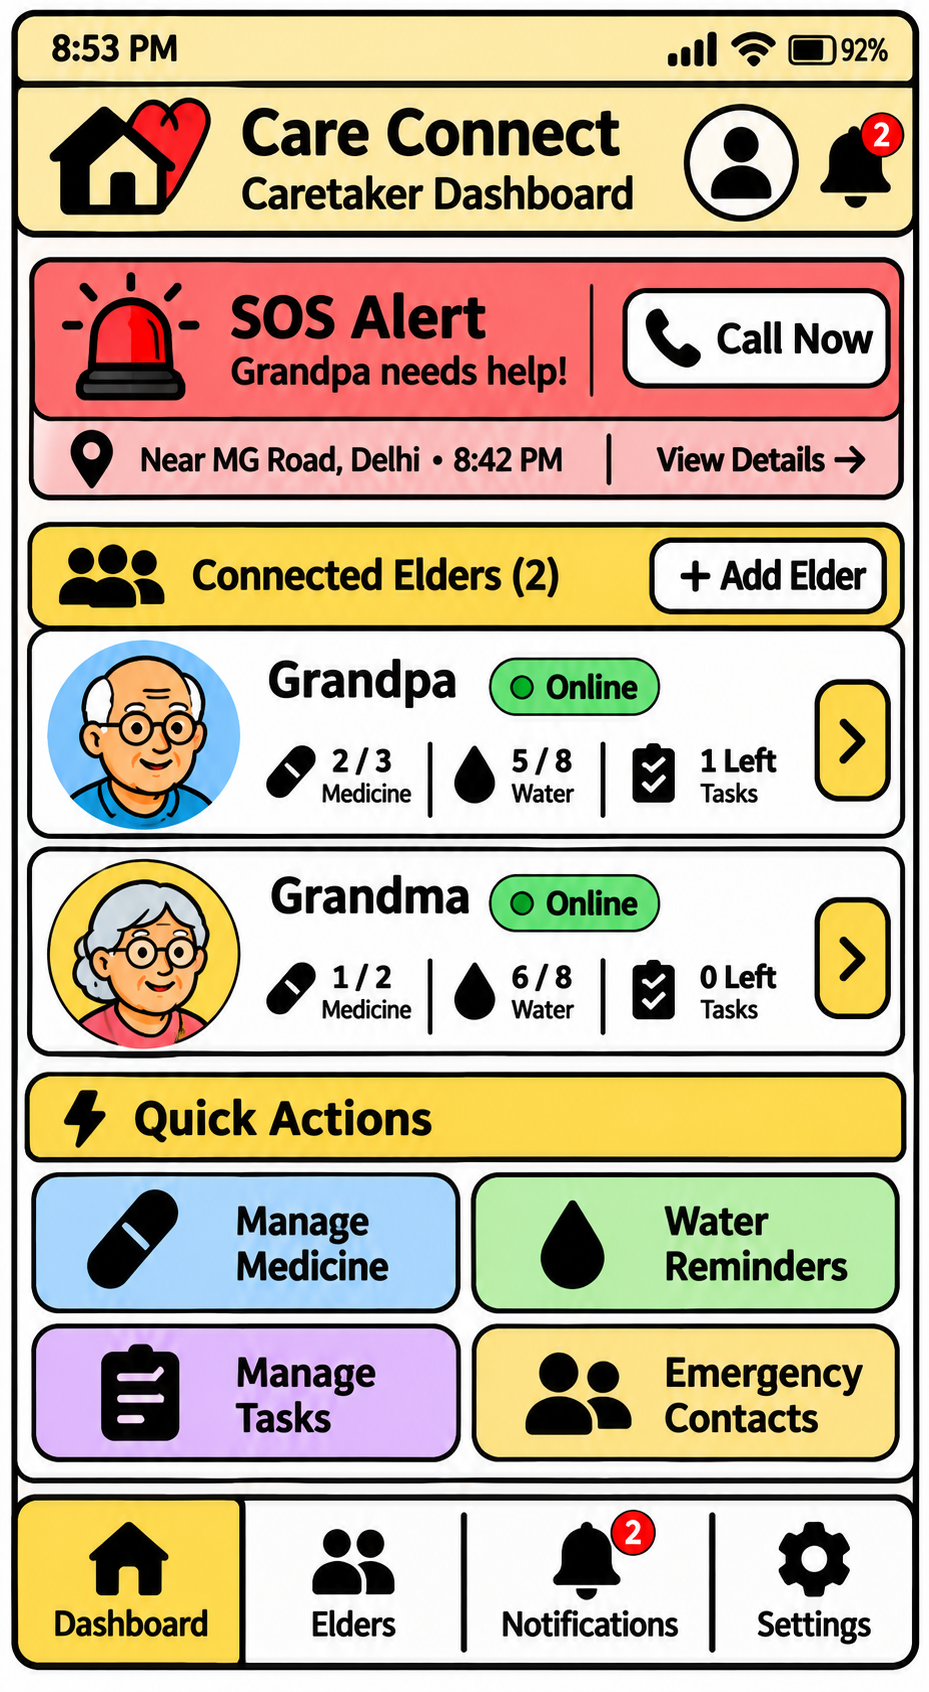 8:53 PM 92%
Care Connect
Caretaker Dashboard
2
SOS Alert
Grandpa needs help!
Call Now
Near MG Road, Delhi • 8:42 PM
View Details →
Connected Elders (2)
+ Add Elder
Grandpa
Online
2 / 3
Medicine
5 / 8
Water
1 Left
Tasks
Grandma
Online
1 / 2
Medicine
6 / 8
Water
0 Left
Tasks
Quick Actions
Manage
Medicine
Water
Reminders
Manage
Tasks
Emergency
Contacts
Dashboard
Elders
2
Notifications
Settings